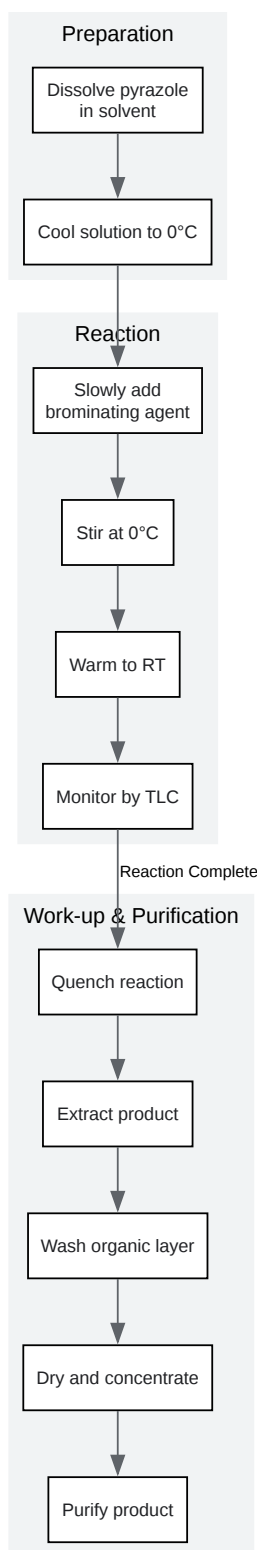 Preparation
Dissolve pyrazole
in solvent
Cool solution to 0°C
Reaction
Slowly add
brominating agent
Stir at 0°C
Warm to RT
Monitor by TLC
Reaction Complete
Work-up & Purification
Quench reaction
Extract product
Wash organic layer
Dry and concentrate
Purify product